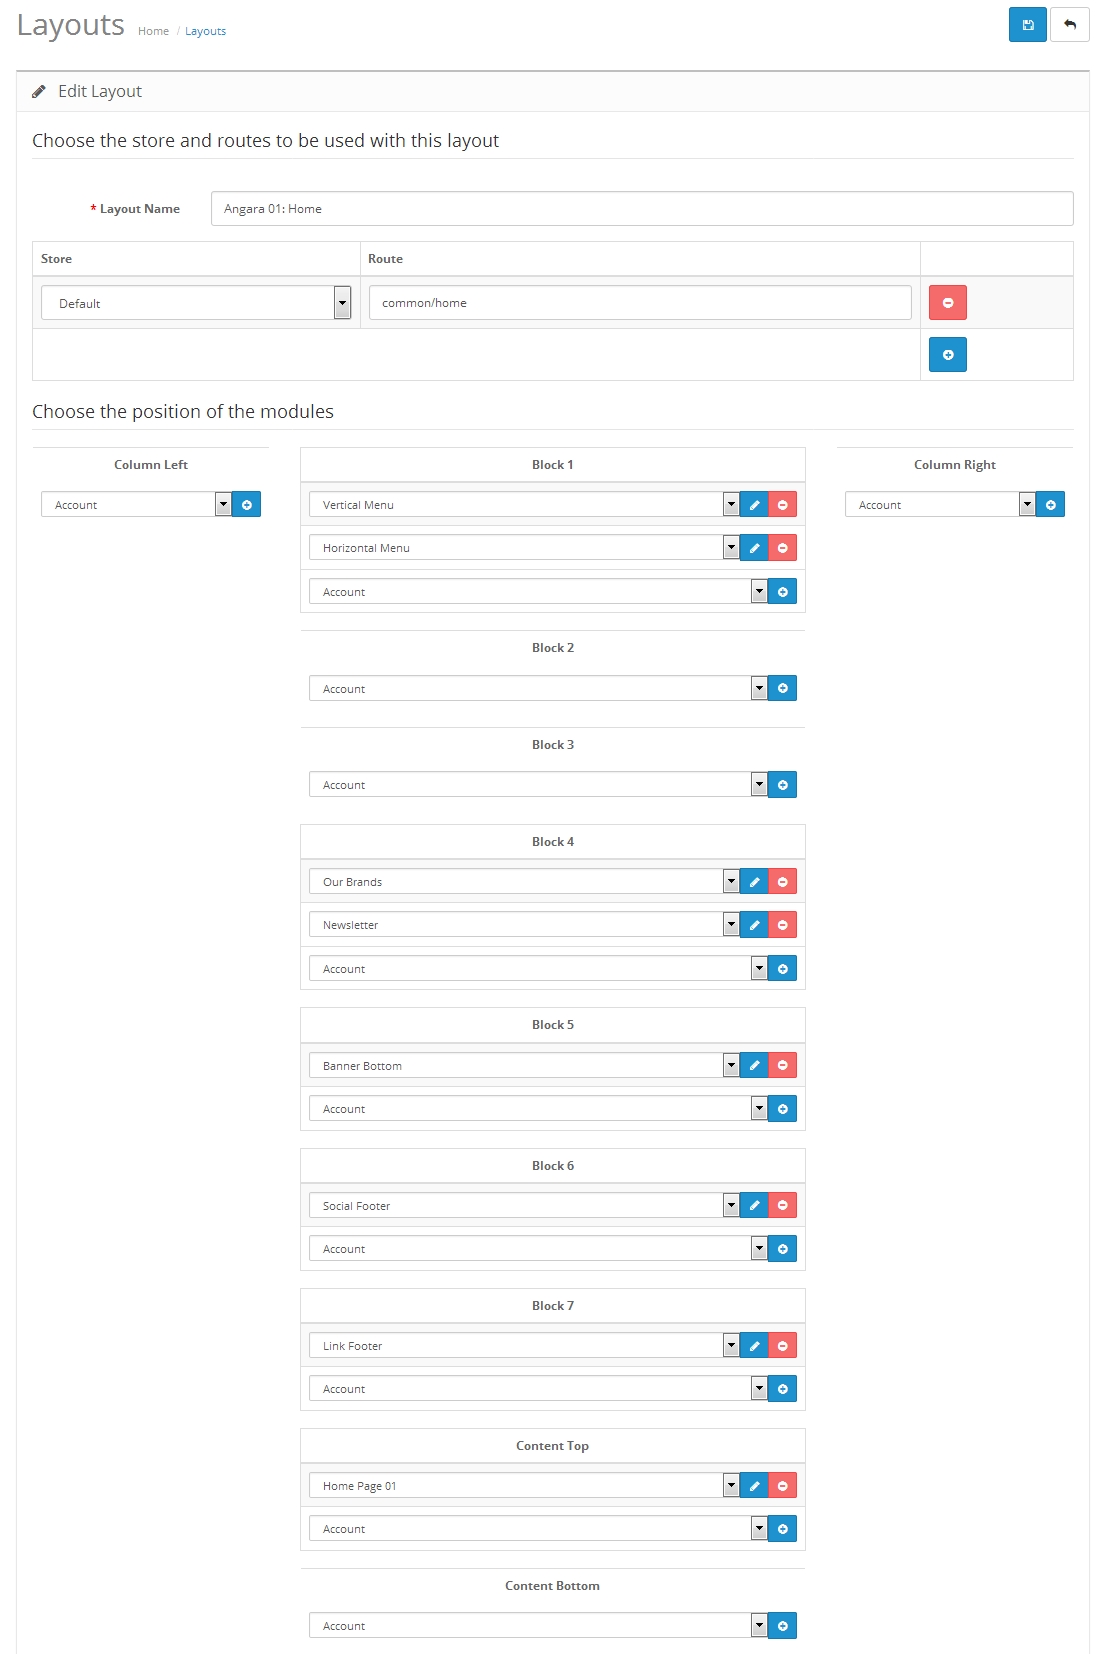 Layouts Home / Layouts
Edit Layout
Choose the store and routes to be used with this layout
* Layout Name Angara 01: Home
Store Route
Default common/home
Choose the position of the modules
Column Left Block 1 Column Right
Account Vertical Menu Account
Horizontal Menu
Account
Block 2
Account
Block 3
Account
Block 4
Our Brands
Newsletter
Account
Block 5
Banner Bottom
Account
Block 6
Social Footer
Account
Block 7
Link Footer
Account
Content Top
Home Page 01
Account
Content Bottom
Account